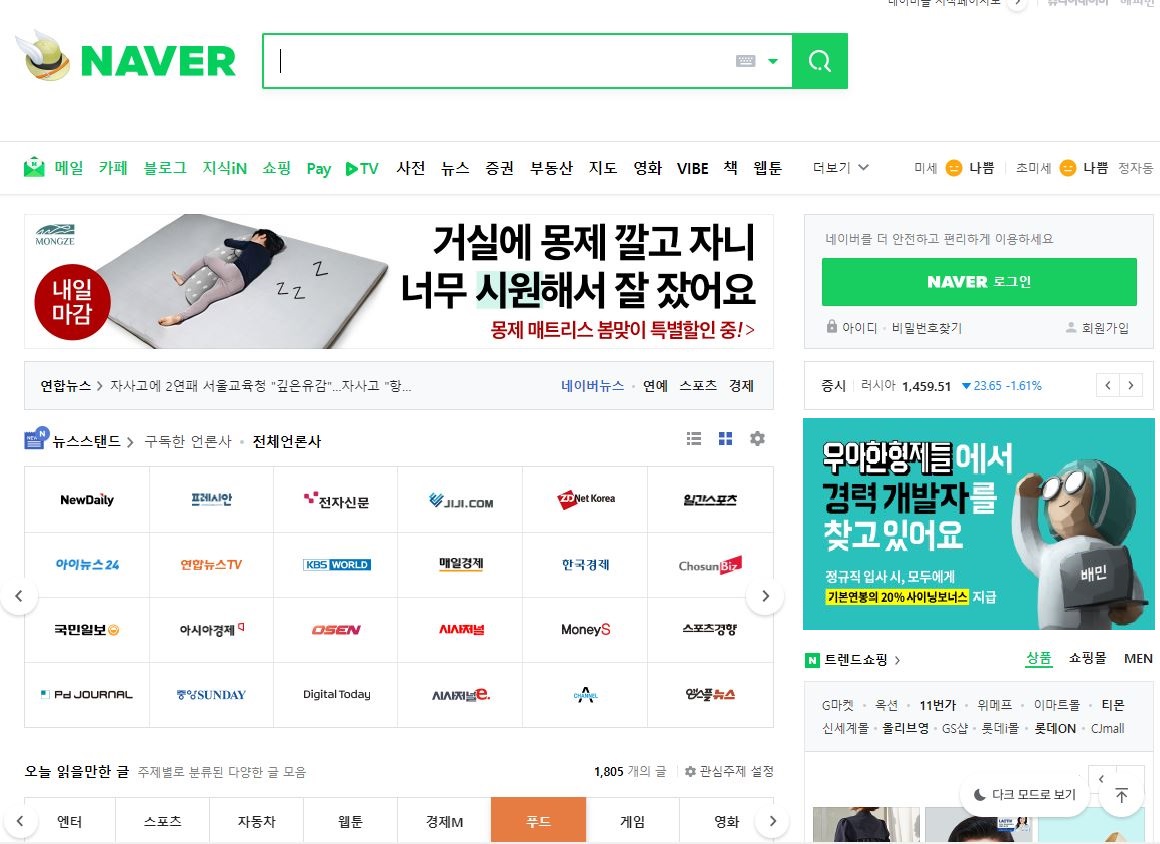 NAVER
메일 카페 블로그 지식iN 쇼핑 Pay TV 사전 뉴스 증권 부동산 지도 영화 VIBE 책 웹툰 더보기
미세 나쁨 초미세 나쁨 정자동
MONGZE
내일
마감
거실에 몽제 깔고 자니
너무 시원해서 잘 잤어요
몽제 매트리스 봄맞이 특별할인 중!>
Z
Z Z
네이버를 더 안전하고 편리하게 이용하세요
NAVER 로그인
아이디 · 비밀번호찾기 회원가입
연합뉴스 > 자사고에 2연패 서울교육청 "깊은유감"...자사고 "항...
네이버뉴스 · 연예 스포츠 경제
증시 러시아 1,459.51 ▼23.65 -1.61%
NEW N 뉴스스탠드 > 구독한 언론사 · 전체언론사
NewDaily 프레시안 전자신문 JIJI.COM ZDNet Korea 일간스포츠
아이뉴스24 연합뉴스TV KBS WORLD 매일경제 한국경제 ChosunBiz
국민일보 아시아경제 OSEN 시사저널 MoneyS 스포츠경향
Pd JOURNAL 중앙SUNDAY Digital Today 시사저널e. CHANNEL A 앳스타일뉴스
우아한형제들에서
경력 개발자를
찾고 있어요
정규직 입사 시, 모두에게
기본연봉의 20% 사이닝보너스 지급
배민
N 트렌드쇼핑 > 상품 쇼핑몰 MEN
G마켓 · 옥션 · 11번가 · 위메프 · 이마트몰 · 티몬
신세계몰 · 올리브영 · GS샵 · 롯데i몰 · 롯데ON · CJmall
오늘 읽을만한 글 주제별로 분류된 다양한 글 모음
1,805 개의 글 관심주제 설정
엔터 스포츠 자동차 웹툰 경제M 푸드 게임 영화
다크 모드로 보기